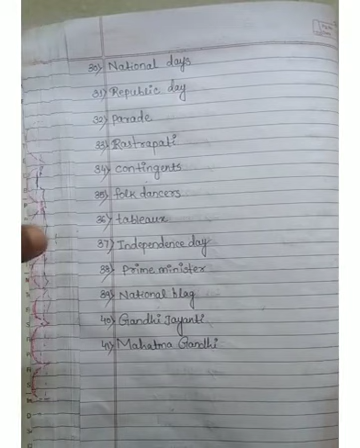 30) National days
31) Republic day
32) Parade
33) Rastrapati
34) contingents
35) folk dancers
36) tableaux
37) Independence day
38) Prime minister
39) National blag
40) Gandhi Jayanti
41) Mahatma Gandhi